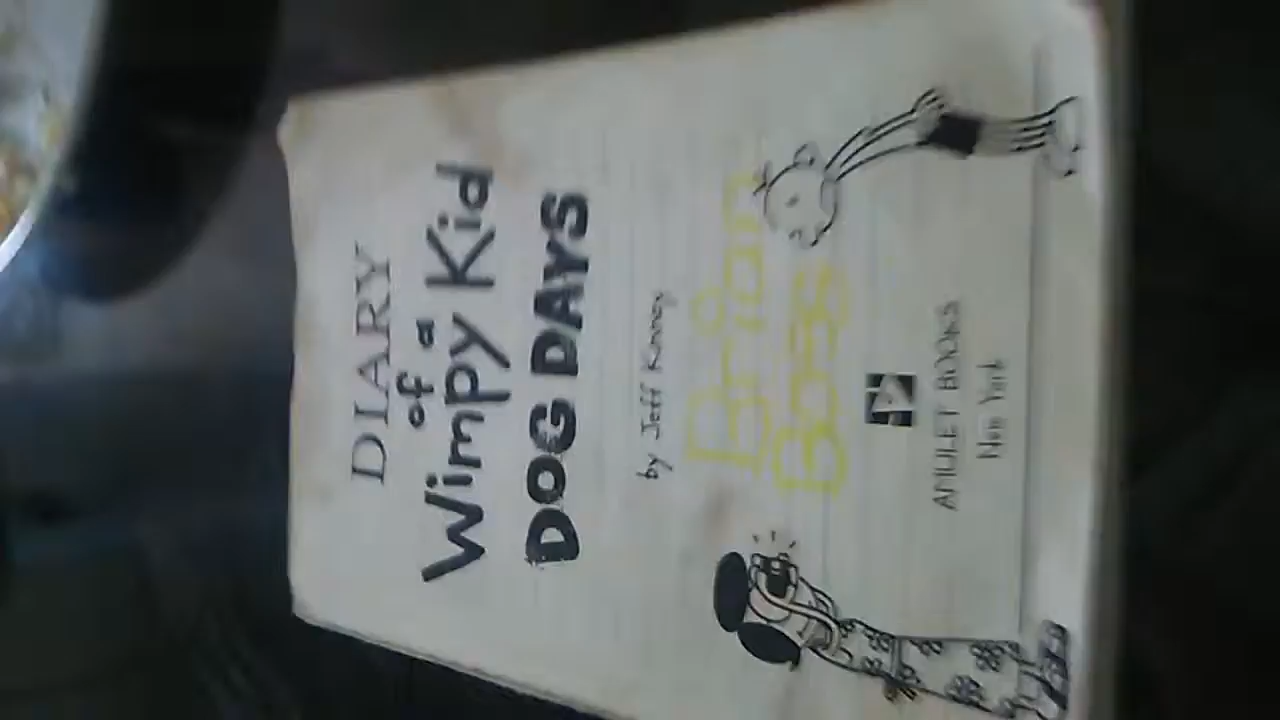 DIARY
of a
Wimpy Kid
DOG DAYS
by Jeff Kinney
Brian
Boss
AMULET BOOKS
New York